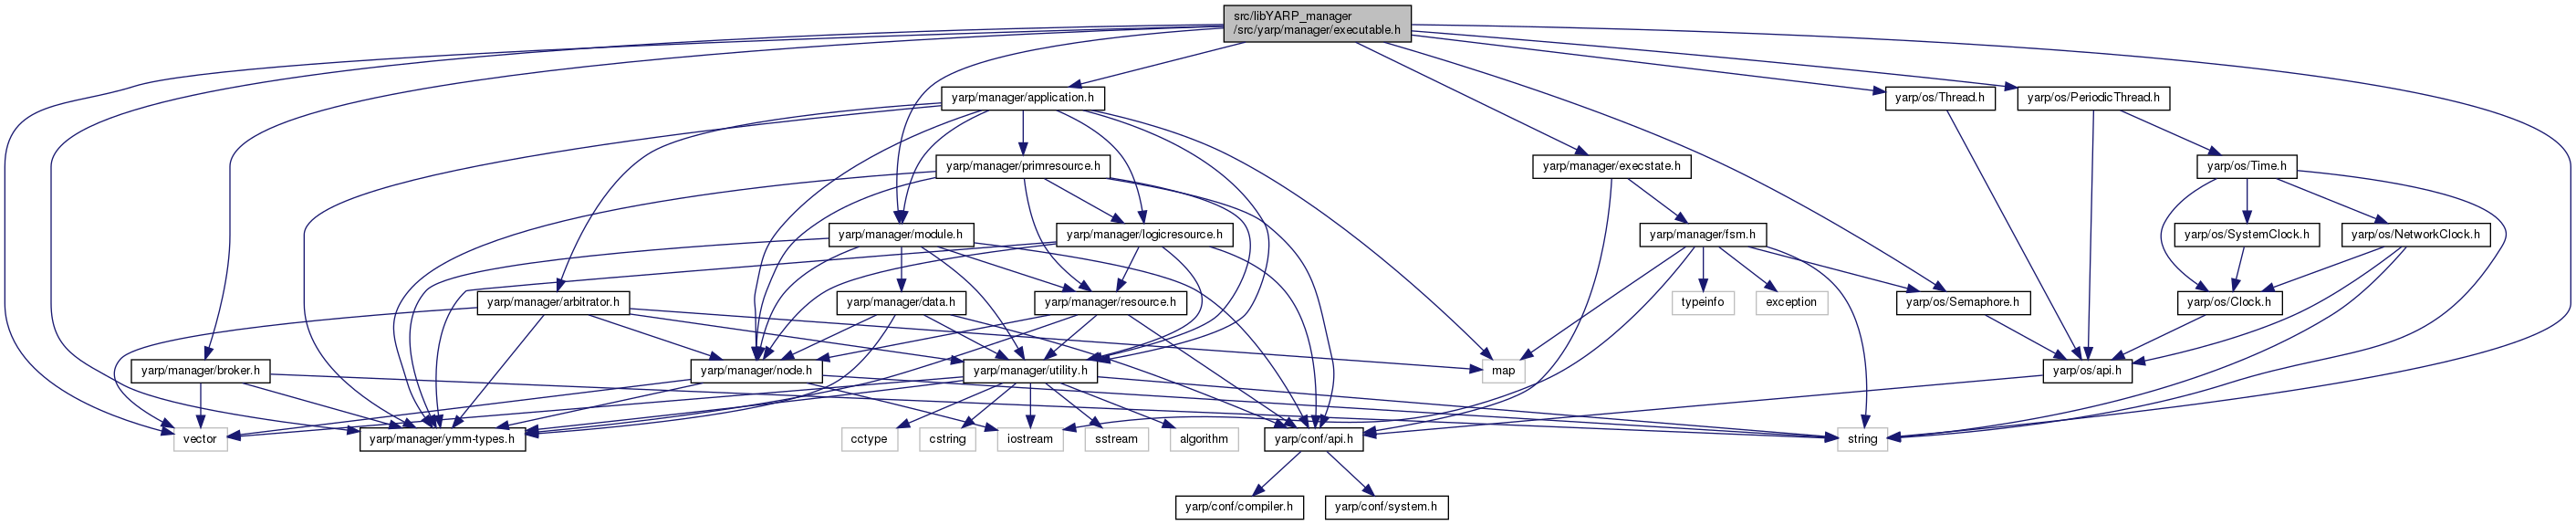 src/libYARP_manager
/src/yarp/manager/executable.h
yarp/manager/application.h
yarp/os/Thread.h
yarp/os/PeriodicThread.h
yarp/manager/primresource.h
yarp/manager/execstate.h
yarp/os/Time.h
yarp/manager/module.h
yarp/manager/logicresource.h
yarp/manager/fsm.h
yarp/os/SystemClock.h
yarp/os/NetworkClock.h
yarp/manager/arbitrator.h
yarp/manager/data.h
yarp/manager/resource.h
typeinfo
exception
yarp/os/Semaphore.h
yarp/os/Clock.h
yarp/manager/broker.h
yarp/manager/node.h
yarp/manager/utility.h
map
yarp/os/api.h
vector
yarp/manager/ymm-types.h
cctype
cstring
iostream
sstream
algorithm
yarp/conf/api.h
string
yarp/conf/compiler.h
yarp/conf/system.h